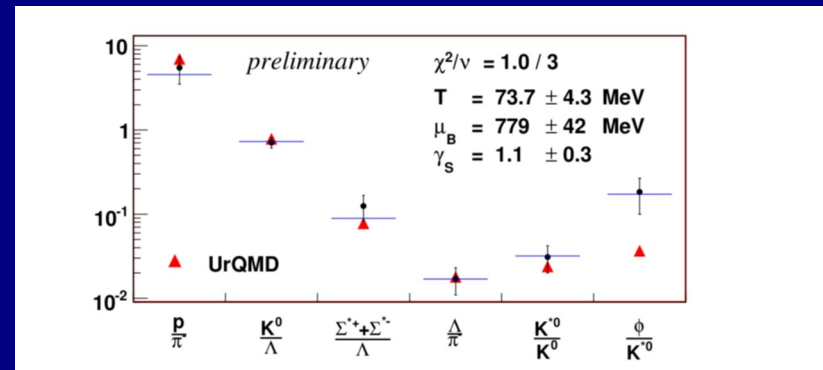 10
preliminary
χ²/ν = 1.0 / 3
T = 73.7 ± 4.3 MeV
μ_B = 779 ± 42 MeV
γ_S = 1.1 ± 0.3
1
10⁻¹
UrQMD
10⁻²
p/π⁻ K⁰/Λ Σ*⁺+Σ*⁻/Λ Λ/π⁻ K*⁰/K⁰ φ/K*⁰